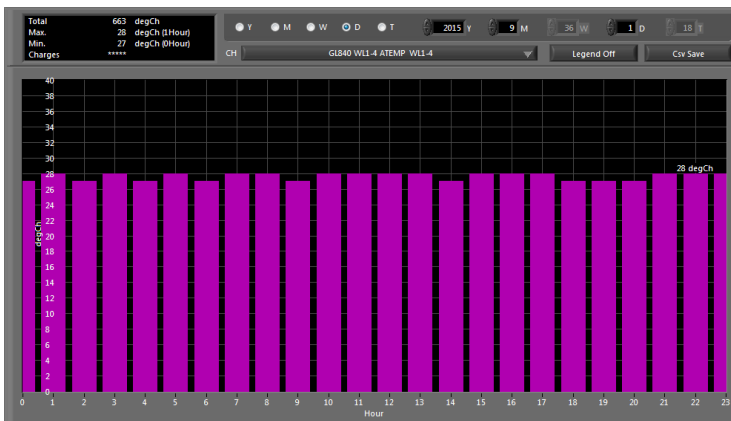 Total 663 degCh
Max. 28 degCh (1Hour)
Min. 27 degCh (0Hour)
Charges *****
Y M W D T 2015 Y 9 M 36 W 1 D 18 T
CH GL840 WL1-4 ATEMP WL1-4 Legend Off Csv Save
40
38
36
34
32
30
28 28 degCh
26
24
22
20
18
16
14
12
10
8
6
4
2
0
degCh
0 1 2 3 4 5 6 7 8 9 10 11 12 13 14 15 16 17 18 19 20 21 22 23
Hour